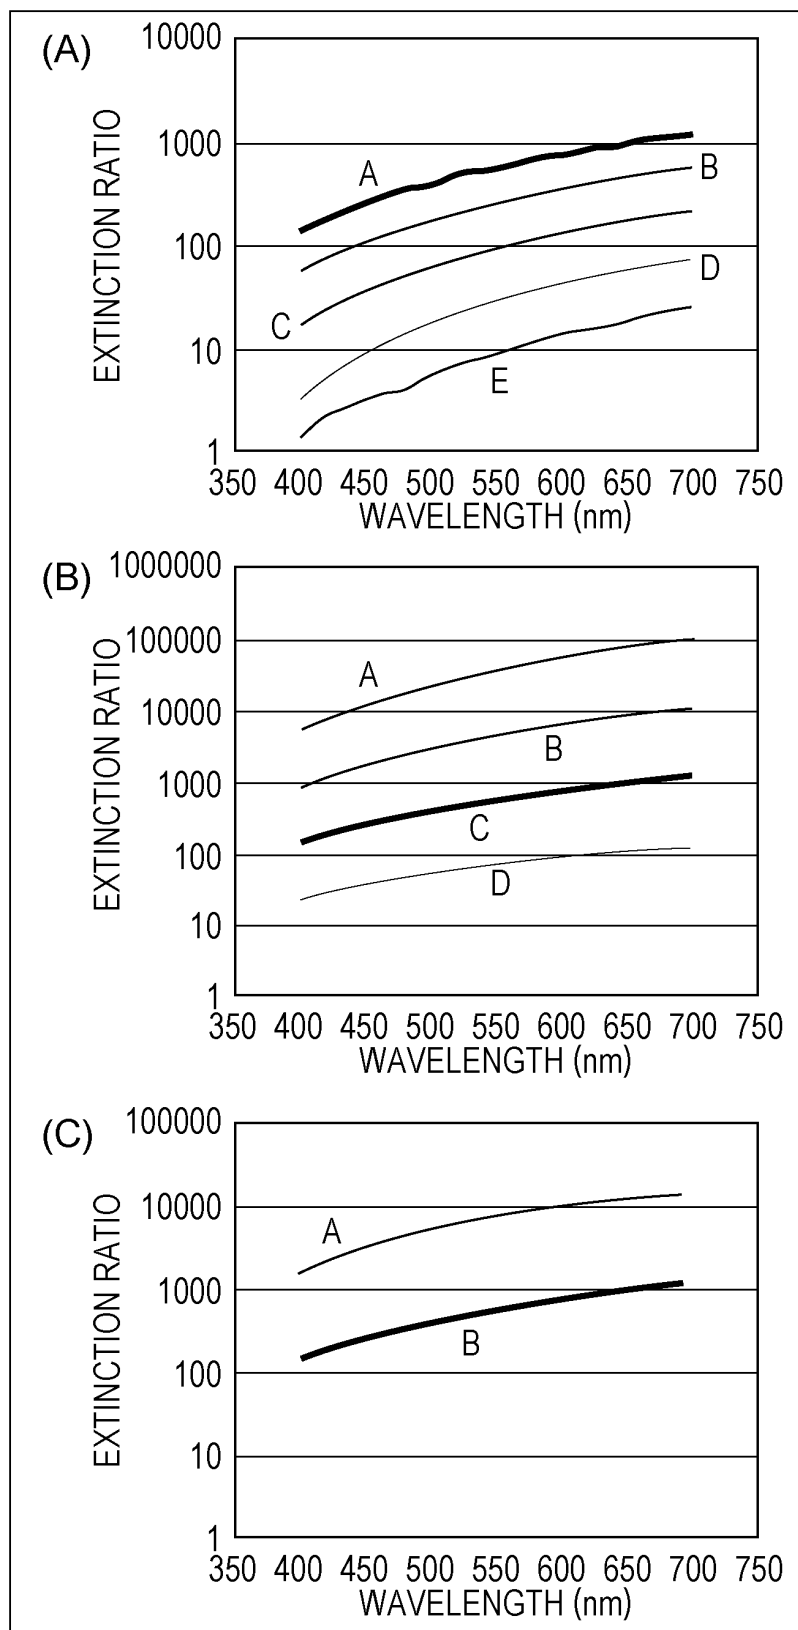 (A)
EXTINCTION RATIO
10000
1000
100
10
1
A
B
C
D
E
350 400 450 500 550 600 650 700 750
WAVELENGTH (nm)
(B)
EXTINCTION RATIO
1000000
100000
10000
1000
100
10
1
A
B
C
D
350 400 450 500 550 600 650 700 750
WAVELENGTH (nm)
(C)
EXTINCTION RATIO
100000
10000
1000
100
10
1
A
B
350 400 450 500 550 600 650 700 750
WAVELENGTH (nm)